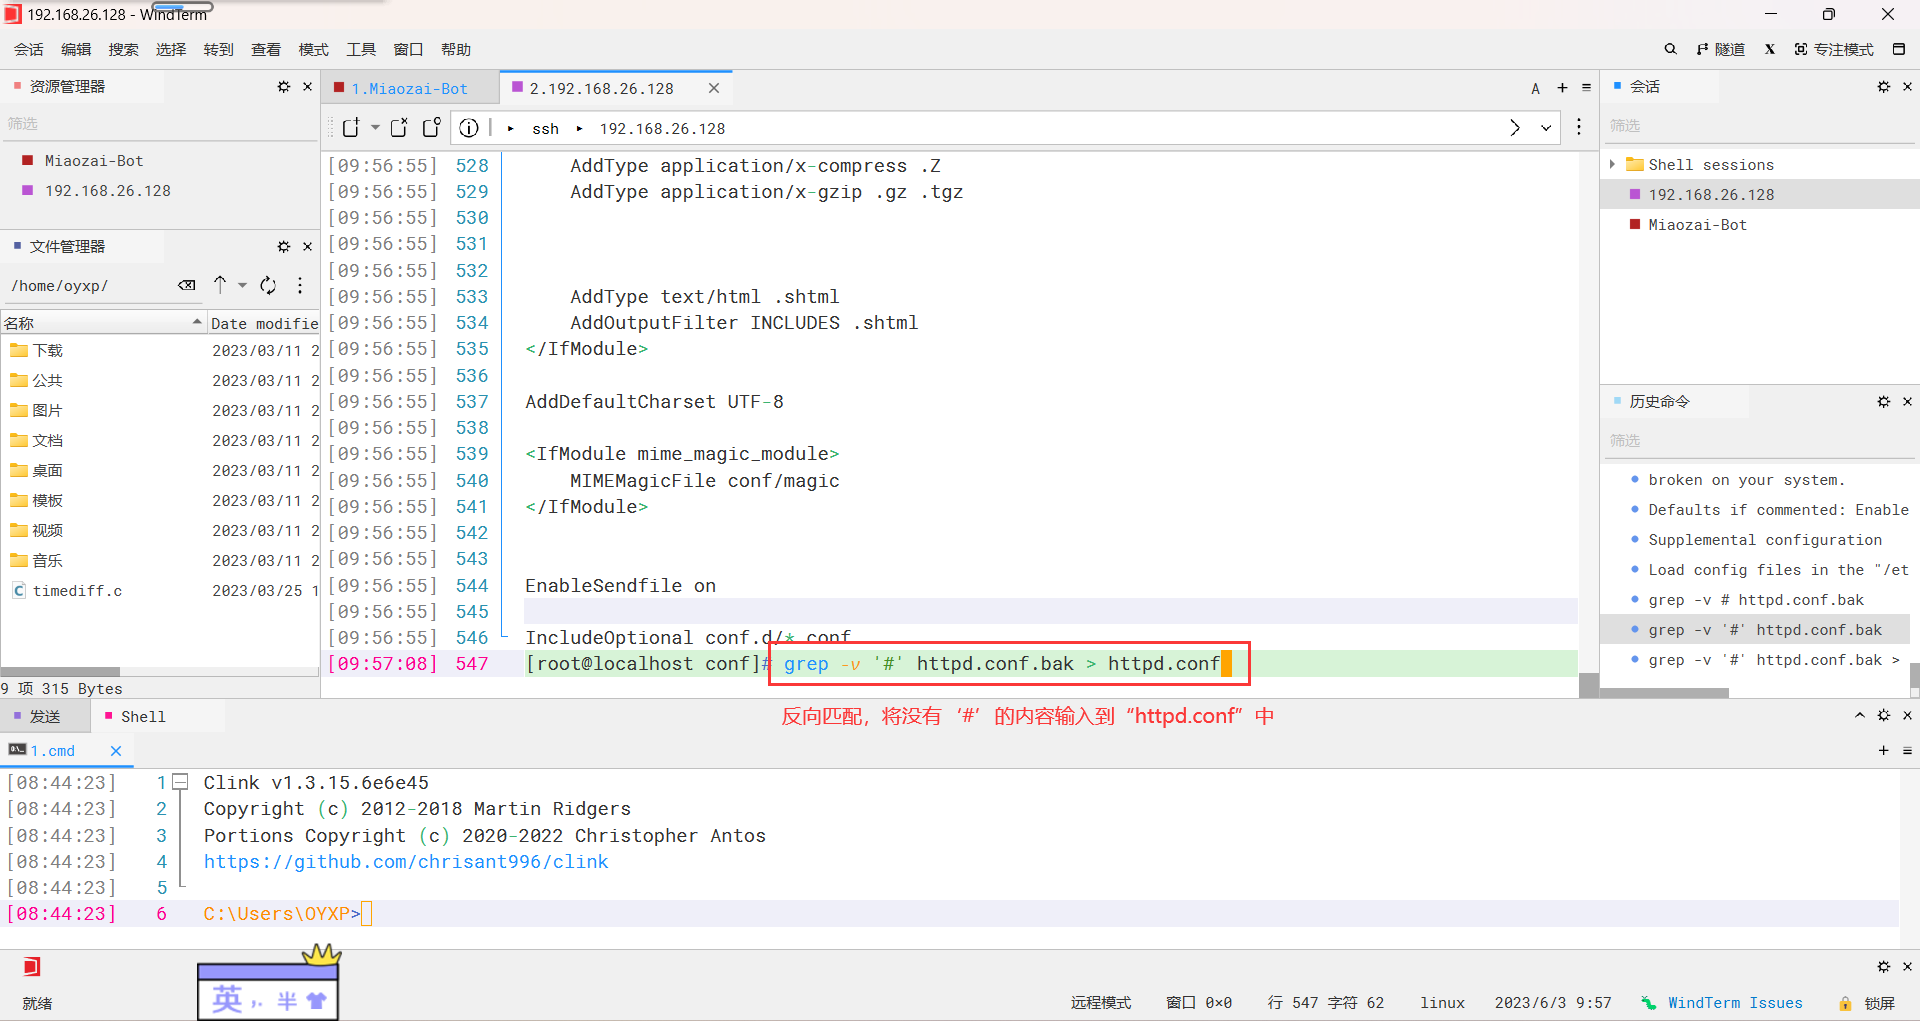 192.168.26.128 - WindTerm
会话 编辑 搜索 选择 转到 查看 模式 工具 窗口 帮助
隧道 X 专注模式
资源管理器
筛选
Miaozai-Bot
192.168.26.128
文件管理器
/home/oyxp/
名称 Date modifie
下载 2023/03/11 2
公共 2023/03/11 2
图片 2023/03/11 2
文档 2023/03/11 2
桌面 2023/03/11 2
模板 2023/03/11 2
视频 2023/03/11 2
音乐 2023/03/11 2
timediff.c 2023/03/25 1
9 项 315 Bytes
1.Miaozai-Bot 2.192.168.26.128
A
ssh 192.168.26.128
[09:56:55] 528 AddType application/x-compress .Z
[09:56:55] 529 AddType application/x-gzip .gz .tgz
[09:56:55] 530
[09:56:55] 531
[09:56:55] 532
[09:56:55] 533 AddType text/html .shtml
[09:56:55] 534 AddOutputFilter INCLUDES .shtml
[09:56:55] 535 </IfModule>
[09:56:55] 536
[09:56:55] 537 AddDefaultCharset UTF-8
[09:56:55] 538
[09:56:55] 539 <IfModule mime_magic_module>
[09:56:55] 540 MIMEMagicFile conf/magic
[09:56:55] 541 </IfModule>
[09:56:55] 542
[09:56:55] 543
[09:56:55] 544 EnableSendfile on
[09:56:55] 545
[09:56:55] 546 IncludeOptional conf.d/*.conf
[09:57:08] 547 [root@localhost conf]# grep -v '#' httpd.conf.bak > httpd.conf
反向匹配，将没有‘#’的内容输入到“httpd.conf”中
会话
筛选
Shell sessions
192.168.26.128
Miaozai-Bot
历史命令
筛选
broken on your system.
Defaults if commented: Enable
Supplemental configuration
Load config files in the "/et
grep -v # httpd.conf.bak
grep -v '#' httpd.conf.bak
grep -v '#' httpd.conf.bak >
发送 Shell
1.cmd
[08:44:23] 1 Clink v1.3.15.6e6e45
[08:44:23] 2 Copyright (c) 2012-2018 Martin Ridgers
[08:44:23] 3 Portions Copyright (c) 2020-2022 Christopher Antos
[08:44:23] 4 https://github.com/chrisant996/clink
[08:44:23] 5
[08:44:23] 6 C:\Users\OYXP>
英 ,. 半
就绪
远程模式 窗口 0×0 行 547 字符 62 linux 2023/6/3 9:57 WindTerm Issues 锁屏